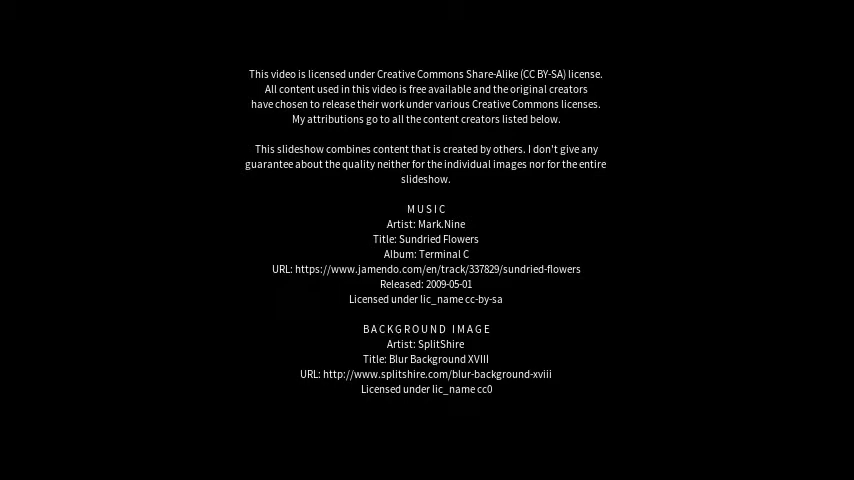 This video is licensed under Creative Commons Share-Alike (CC BY-SA) license.
All content used in this video is free available and the original creators
have chosen to release their work under various Creative Commons licenses.
My attributions go to all the content creators listed below.
This slideshow combines content that is created by others. I don't give any
guarantee about the quality neither for the individual images nor for the entire
slideshow.
MUSIC
Artist: Mark.Nine
Title: Sundried Flowers
Album: Terminal C
URL: https://www.jamendo.com/en/track/337829/sundried-flowers
Released: 2009-05-01
Licensed under lic_name cc-by-sa
BACKGROUND IMAGE
Artist: SplitShire
Title: Blur Background XVIII
URL: http://www.splitshire.com/blur-background-xviii
Licensed under lic_name cc0